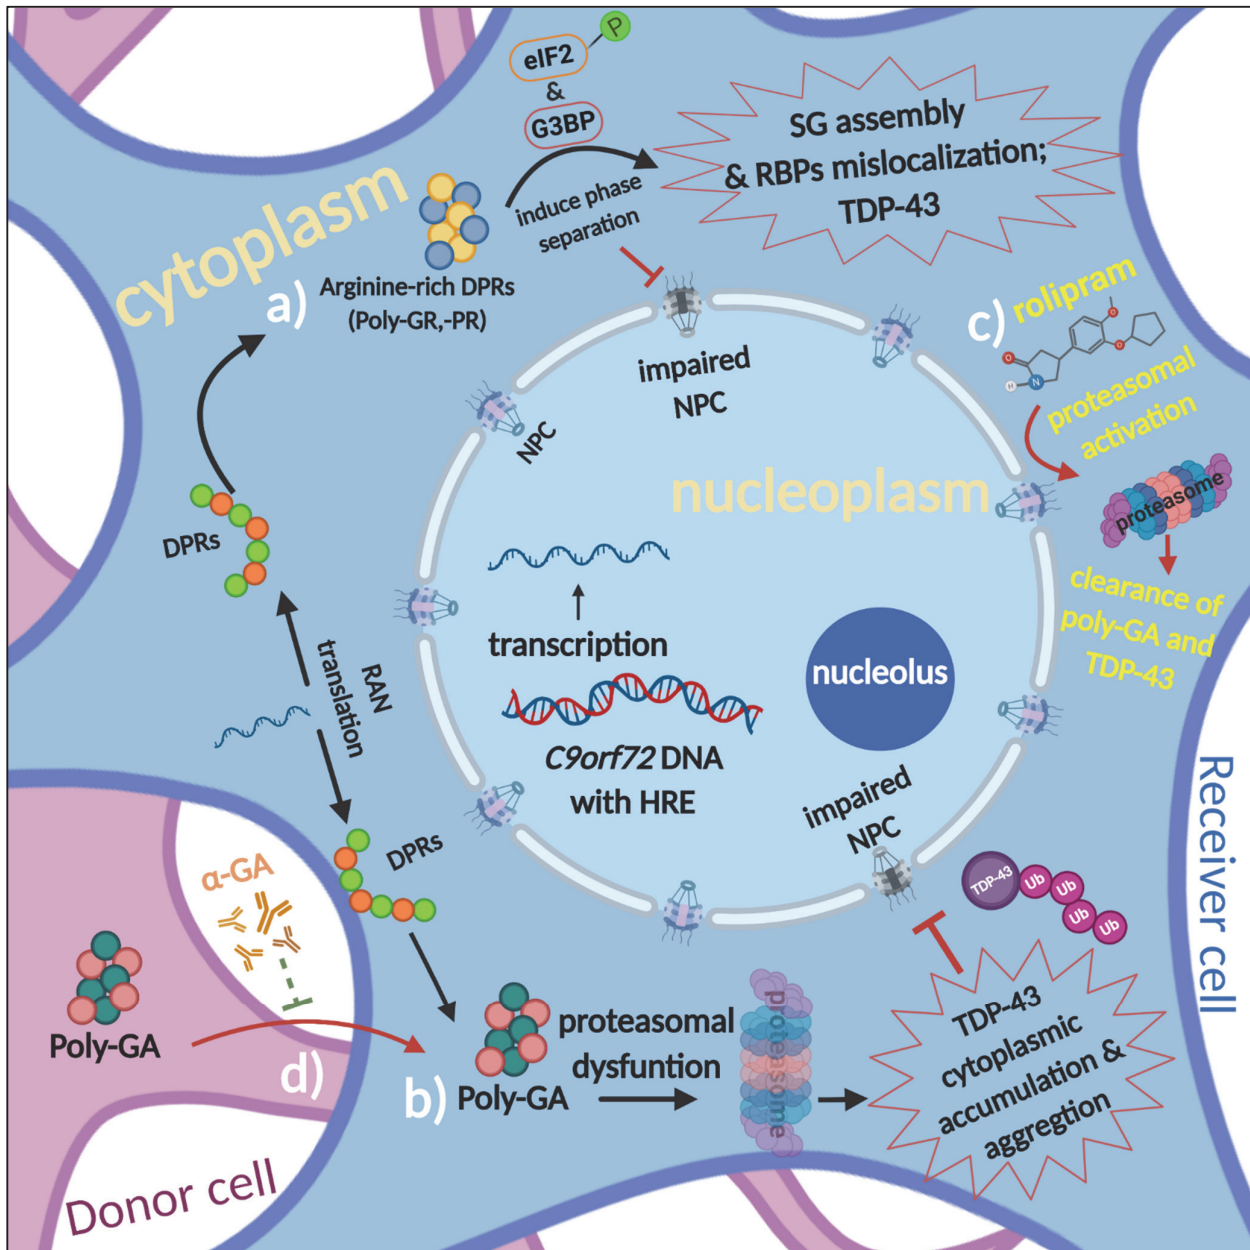 eIF2
P
&
G3BP
SG assembly
& RBPs mislocalization;
TDP-43
cytoplasm
induce phase
separation
a)
Arginine-rich DPRs
(Poly-GR,-PR)
c) rolipram
O
O
O
N
H
proteasomal
activation
impaired
NPC
NPC
nucleoplasm
proteasome
DPRs
clearance of
poly-GA and
TDP-43
transcription
RAN
translation
nucleolus
C9orf72 DNA
with HRE
impaired
NPC
Receiver cell
DPRs
α-GA
TDP-43
Ub
Ub
Ub
Ub
Poly-GA
d)
b)
Poly-GA
proteasomal
dysfuntion
proteasome
TDP-43
cytoplasmic
accumulation &
aggregtion
Donor cell